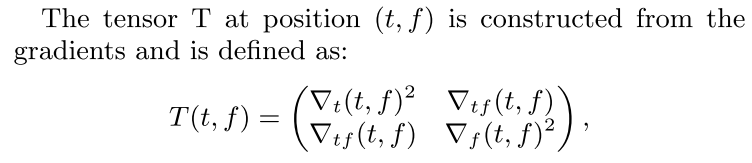 The tensor T at position (t, f) is constructed from the
gradients and is defined as:
T(t, f) = \begin{pmatrix} \nabla_t(t, f)^2 & \nabla_{tf}(t, f) \\ \nabla_{tf}(t, f) & \nabla_f(t, f)^2 \end{pmatrix},